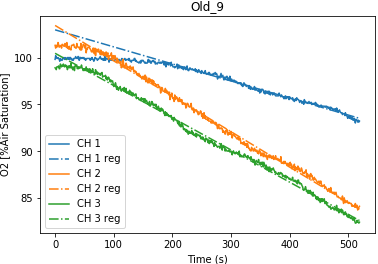 Old_9
O2 [%Air Saturation]
100
95
90
85
CH 1
CH 1 reg
CH 2
CH 2 reg
CH 3
CH 3 reg
0
100
200
300
400
500
Time (s)